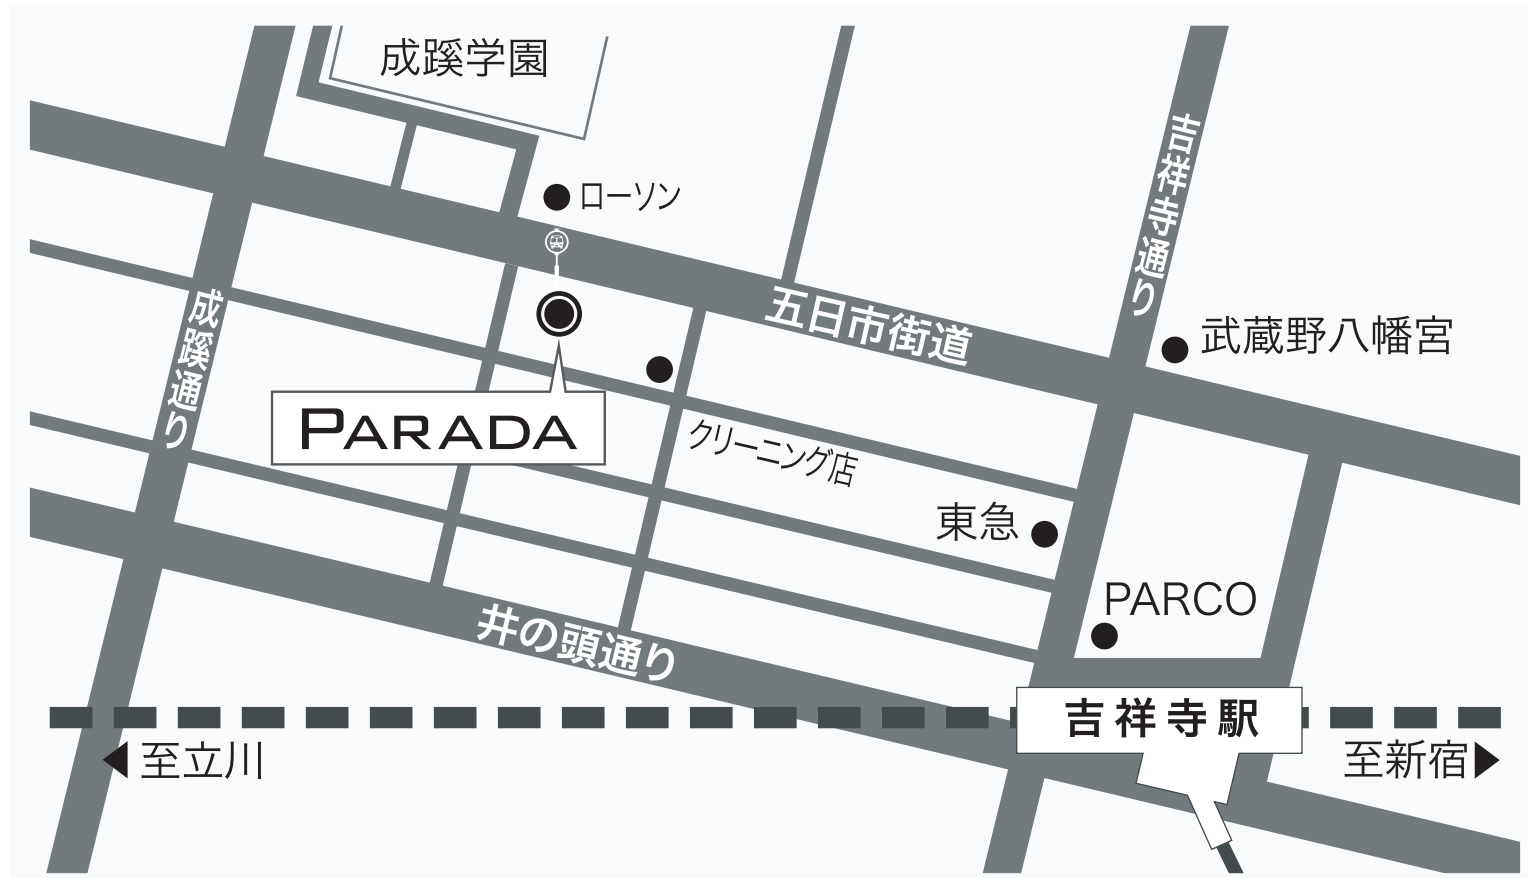 成蹊学園
ローソン
吉祥寺通り
五日市街道
成蹊通り
武蔵野八幡宮
PARADA
クリーニング店
東急
PARCO
井の頭通り
吉祥寺駅
至立川
至新宿